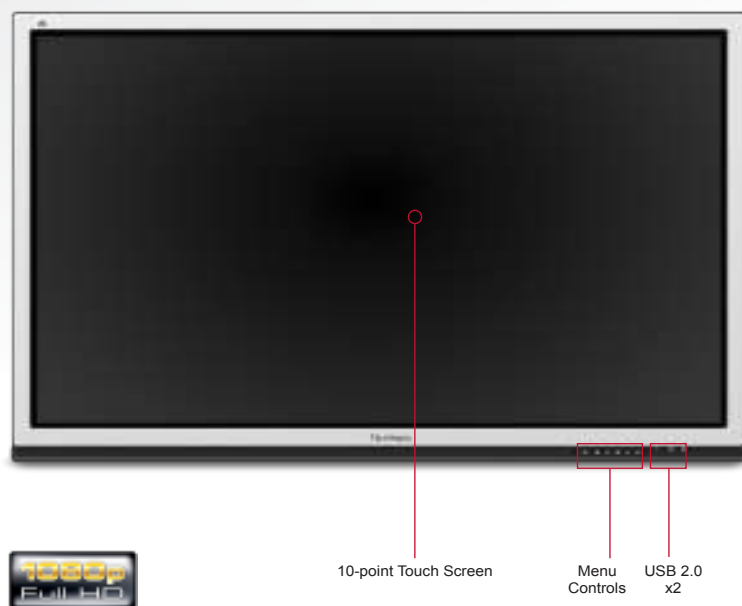 10-point Touch Screen
Menu
Controls
USB 2.0
x2
1080p
Full HD